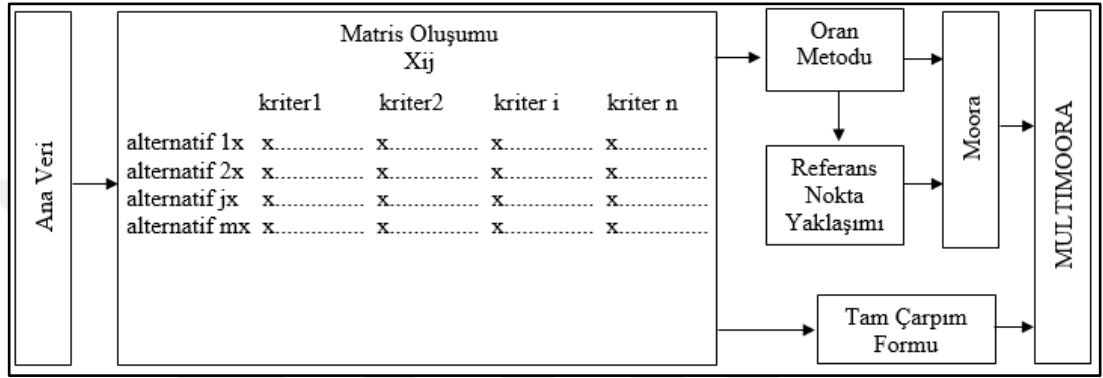 Ana Veri
Matris Oluşumu
Xij
kriter1 kriter2 kriter i kriter n
alternatif 1x x.................. x.................. x.................. x..................
alternatif 2x x.................. x.................. x.................. x..................
alternatif jx x.................. x.................. x.................. x..................
alternatif mx x.................. x.................. x.................. x..................
Oran
Metodu
Referans
Nokta
Yaklaşımı
Moora
Tam Çarpım
Formu
MULTIMOORA